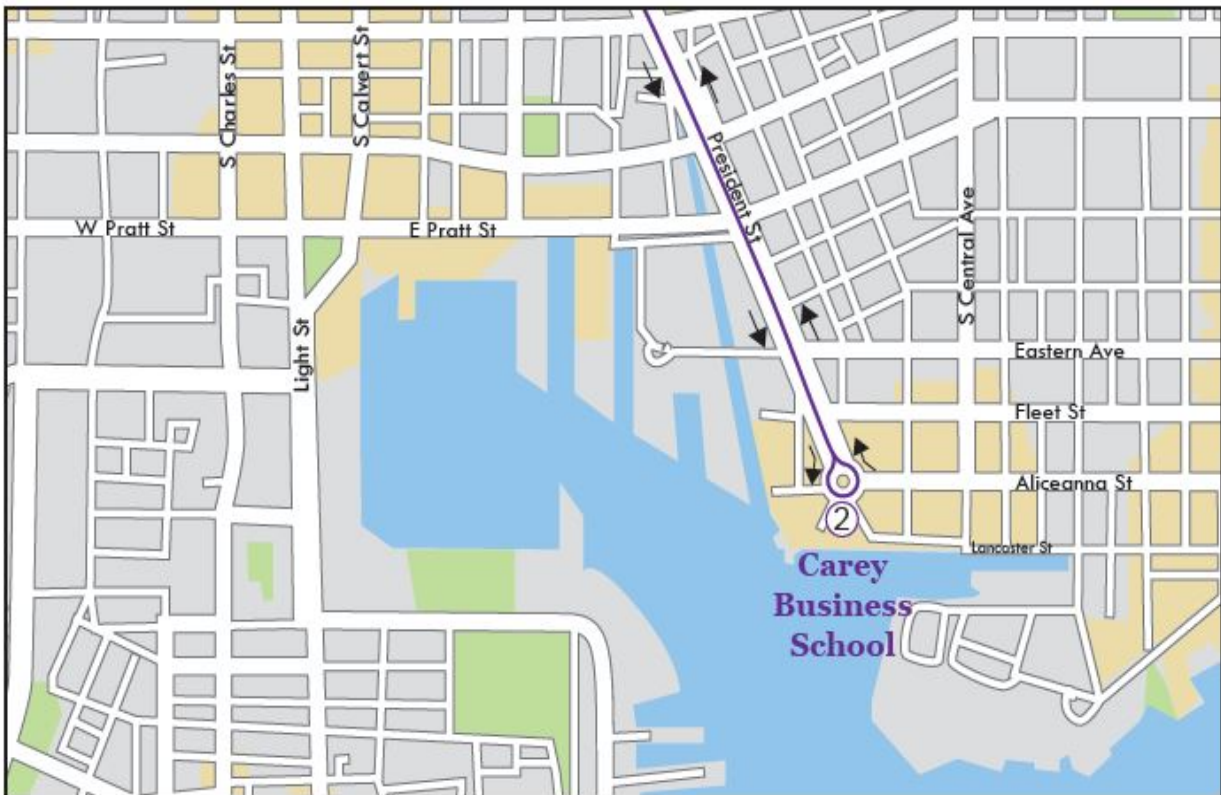 S Charles St
S Calvert St
President St
W Pratt St
E Pratt St
S Central Ave
Light St
Eastern Ave
Fleet St
Aliceanna St
2
Lancaster St
Carey
Business
School